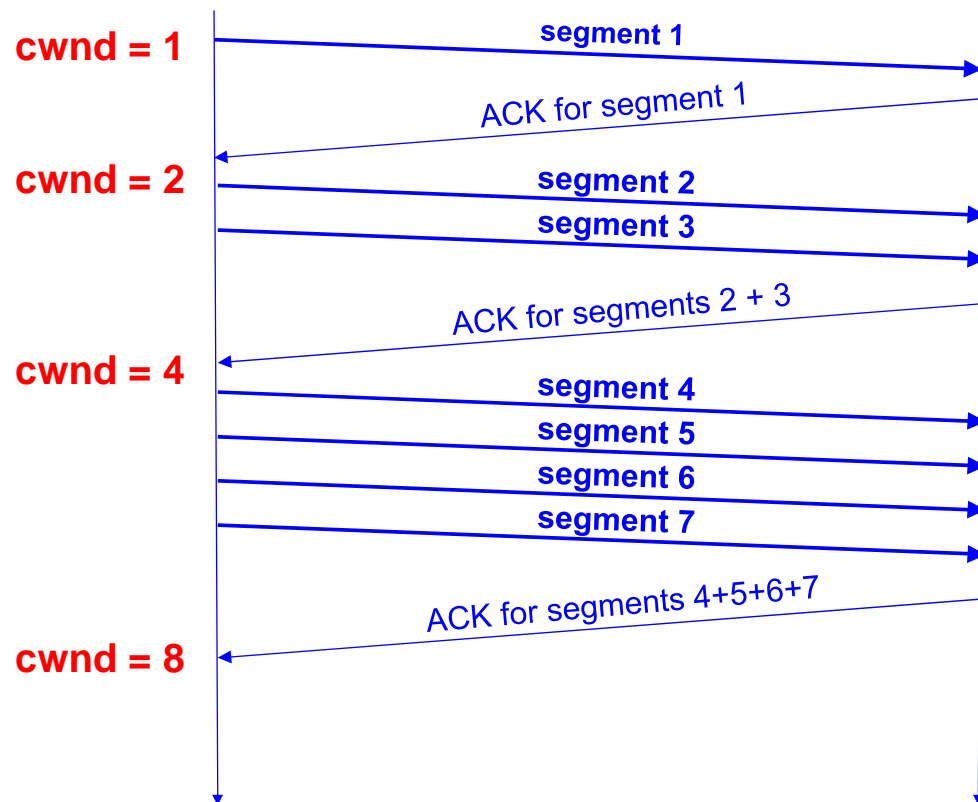 cwnd = 1
segment 1
ACK for segment 1
cwnd = 2
segment 2
segment 3
ACK for segments 2 + 3
cwnd = 4
segment 4
segment 5
segment 6
segment 7
ACK for segments 4+5+6+7
cwnd = 8